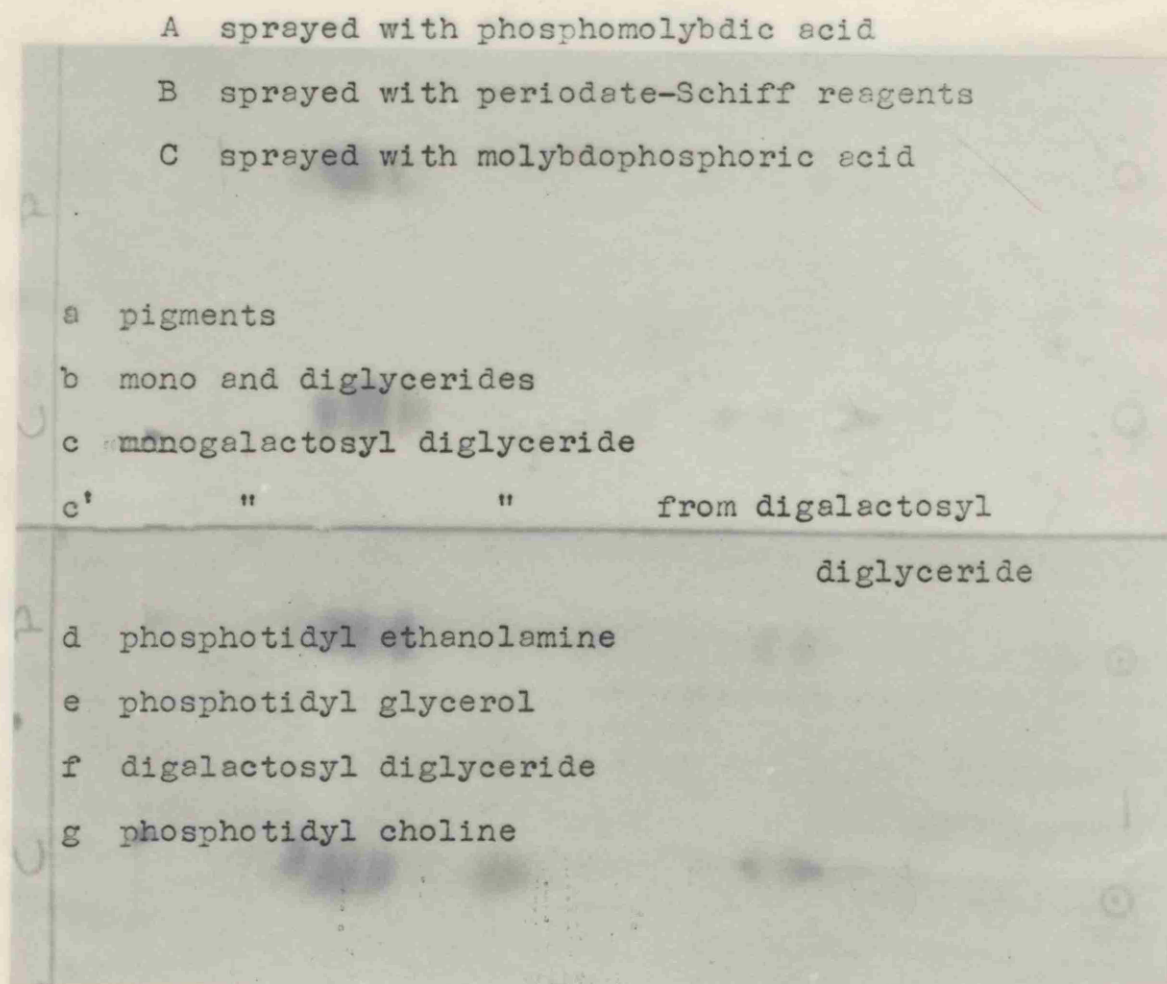 A sprayed with phosphomolybdic acid
B sprayed with periodate-Schiff reagents
C sprayed with molybdophosphoric acid
a pigments
b mono and diglycerides
c monogalactosyl diglyceride
c' " " from digalactosyl
diglyceride
d phosphotidyl ethanolamine
e phosphotidyl glycerol
f digalactosyl diglyceride
g phosphotidyl choline